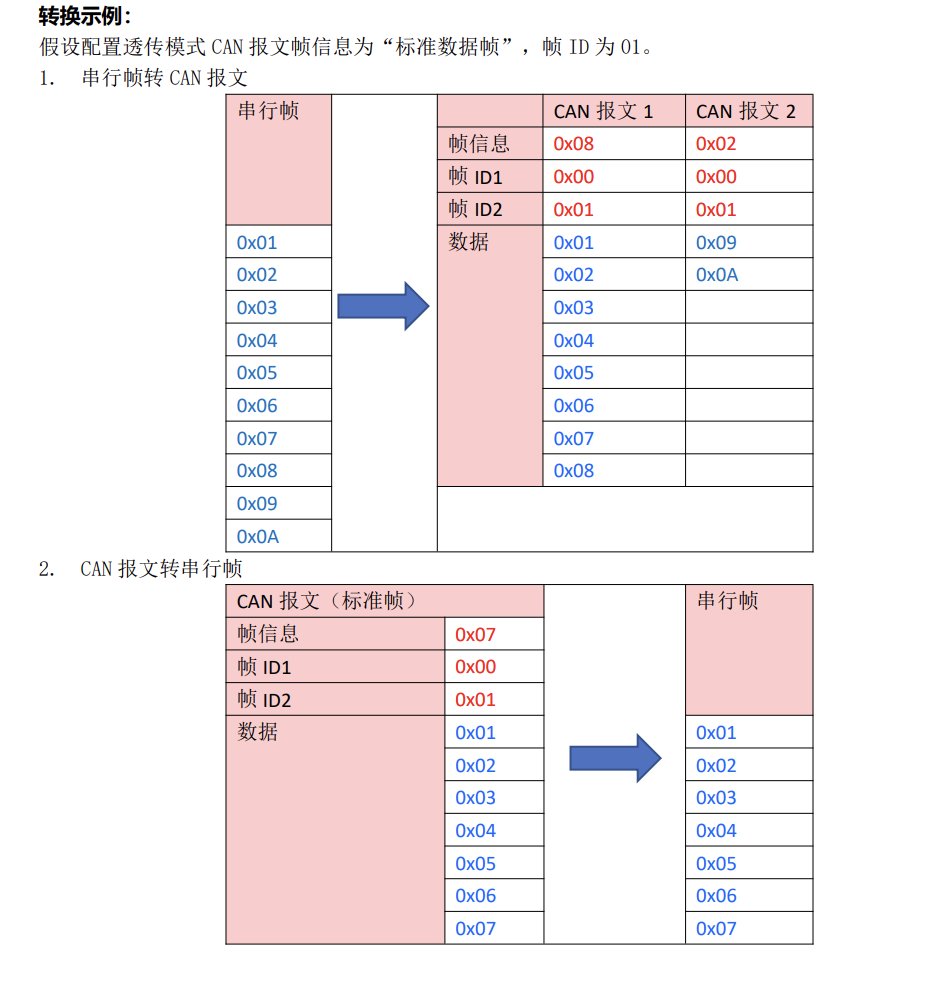 转换示例：
假设配置透传模式 CAN 报文帧信息为“标准数据帧”，帧 ID 为 01。
1. 串行帧转 CAN 报文
串行帧 CAN 报文 1 CAN 报文 2
帧信息 0x08 0x02
帧 ID1 0x00 0x00
帧 ID2 0x01 0x01
0x01 数据 0x01 0x09
0x02 0x02 0x0A
0x03 0x03
0x04 0x04
0x05 0x05
0x06 0x06
0x07 0x07
0x08 0x08
0x09
0x0A
2. CAN 报文转串行帧
CAN 报文（标准帧） 串行帧
帧信息 0x07
帧 ID1 0x00
帧 ID2 0x01
数据 0x01 0x01
0x02 0x02
0x03 0x03
0x04 0x04
0x05 0x05
0x06 0x06
0x07 0x07